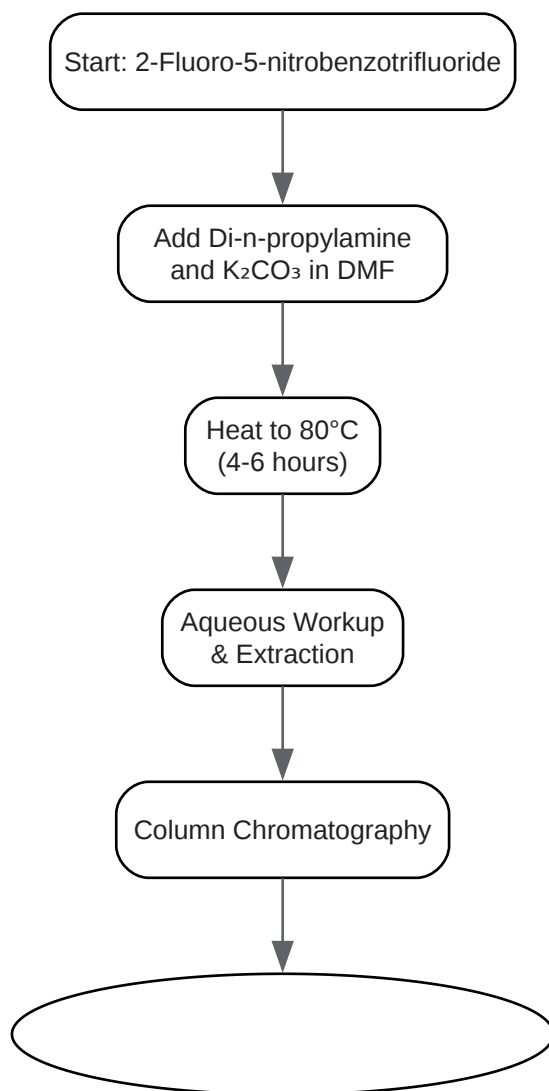 Start: 2-Fluoro-5-nitrobenzotrifluoride
Add Di-n-propylamine
and K₂CO₃ in DMF
Heat to 80°C
(4-6 hours)
Aqueous Workup
& Extraction
Column Chromatography